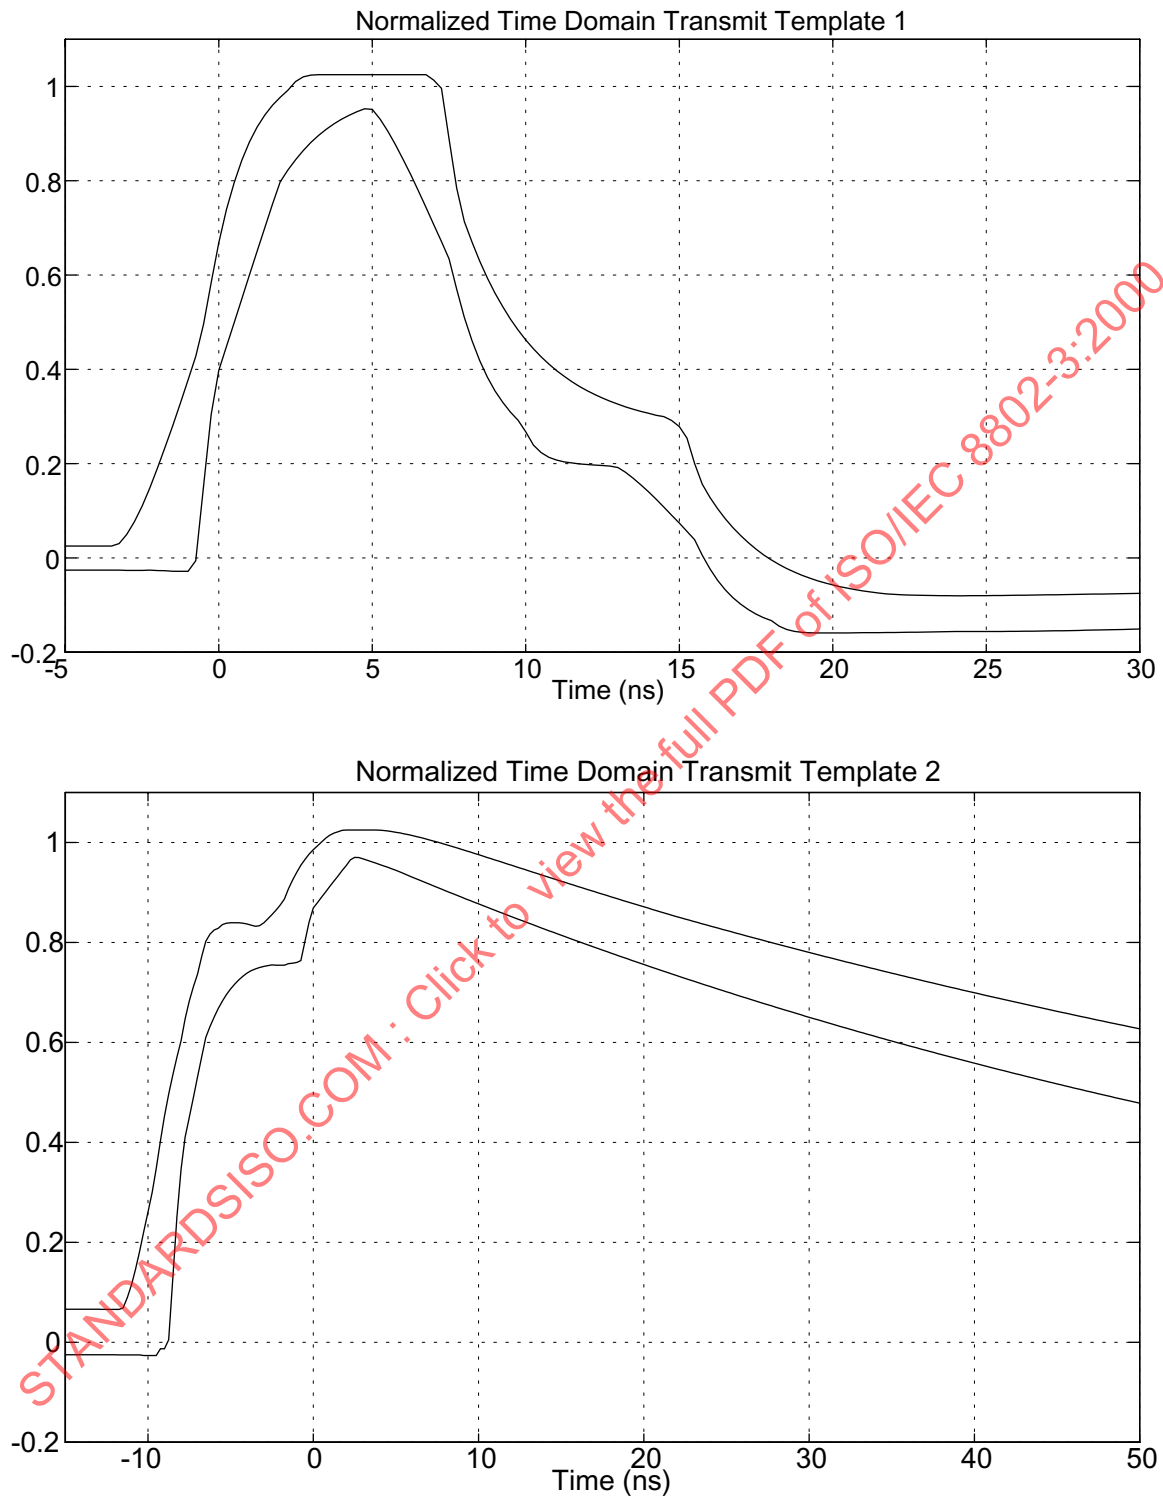 Normalized Time Domain Transmit Template 1
1
0.8
0.6
0.4
0.2
0
-0.2
-5 0 5 10 15 20 25 30
Time (ns)
Normalized Time Domain Transmit Template 2
1
0.8
0.6
0.4
0.2
0
-0.2
-10 0 10 20 30 40 50
Time (ns)
STANDARDSISO.COM : Click to view the full PDF of ISO/IEC 8802-3:2000